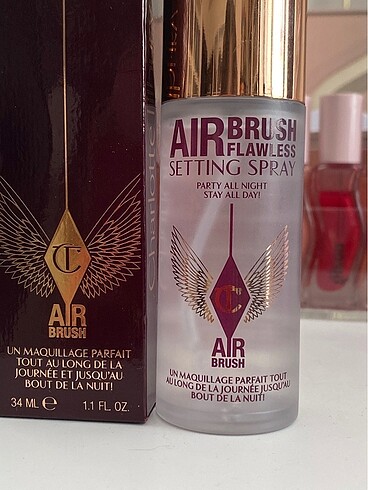 CT
AIR
BRUSH
UN MAQUILLAGE PARFAIT
TOUT AU LONG DE LA
JOURNÉE ET JUSQU'AU
BOUT DE LA NUIT!
34 ML ℮ 1.1 FL. OZ.
Charlotte
AIRBRUSH
FLAWLESS
SETTING SPRAY
PARTY ALL NIGHT
STAY ALL DAY!
CT
AIR
BRUSH
UN MAQUILLAGE PARFAIT TOUT
AU LONG DE LA JOURNÉE JUSQU'AU
BOUT DE LA NUIT!